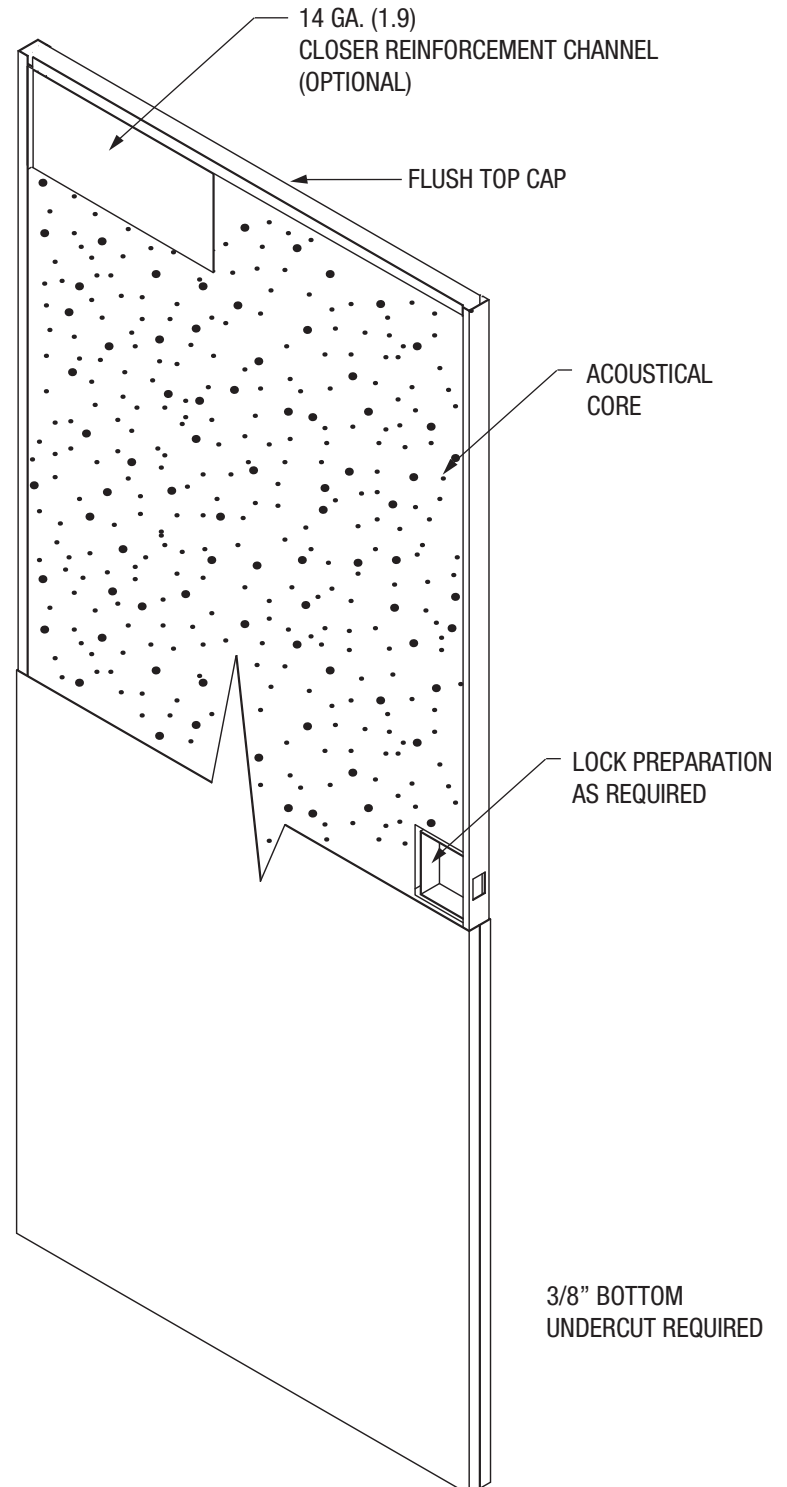 14 GA. (1.9)
CLOSER REINFORCEMENT CHANNEL
(OPTIONAL)
FLUSH TOP CAP
ACOUSTICAL
CORE
LOCK PREPARATION
AS REQUIRED
3/8” BOTTOM
UNDERCUT REQUIRED